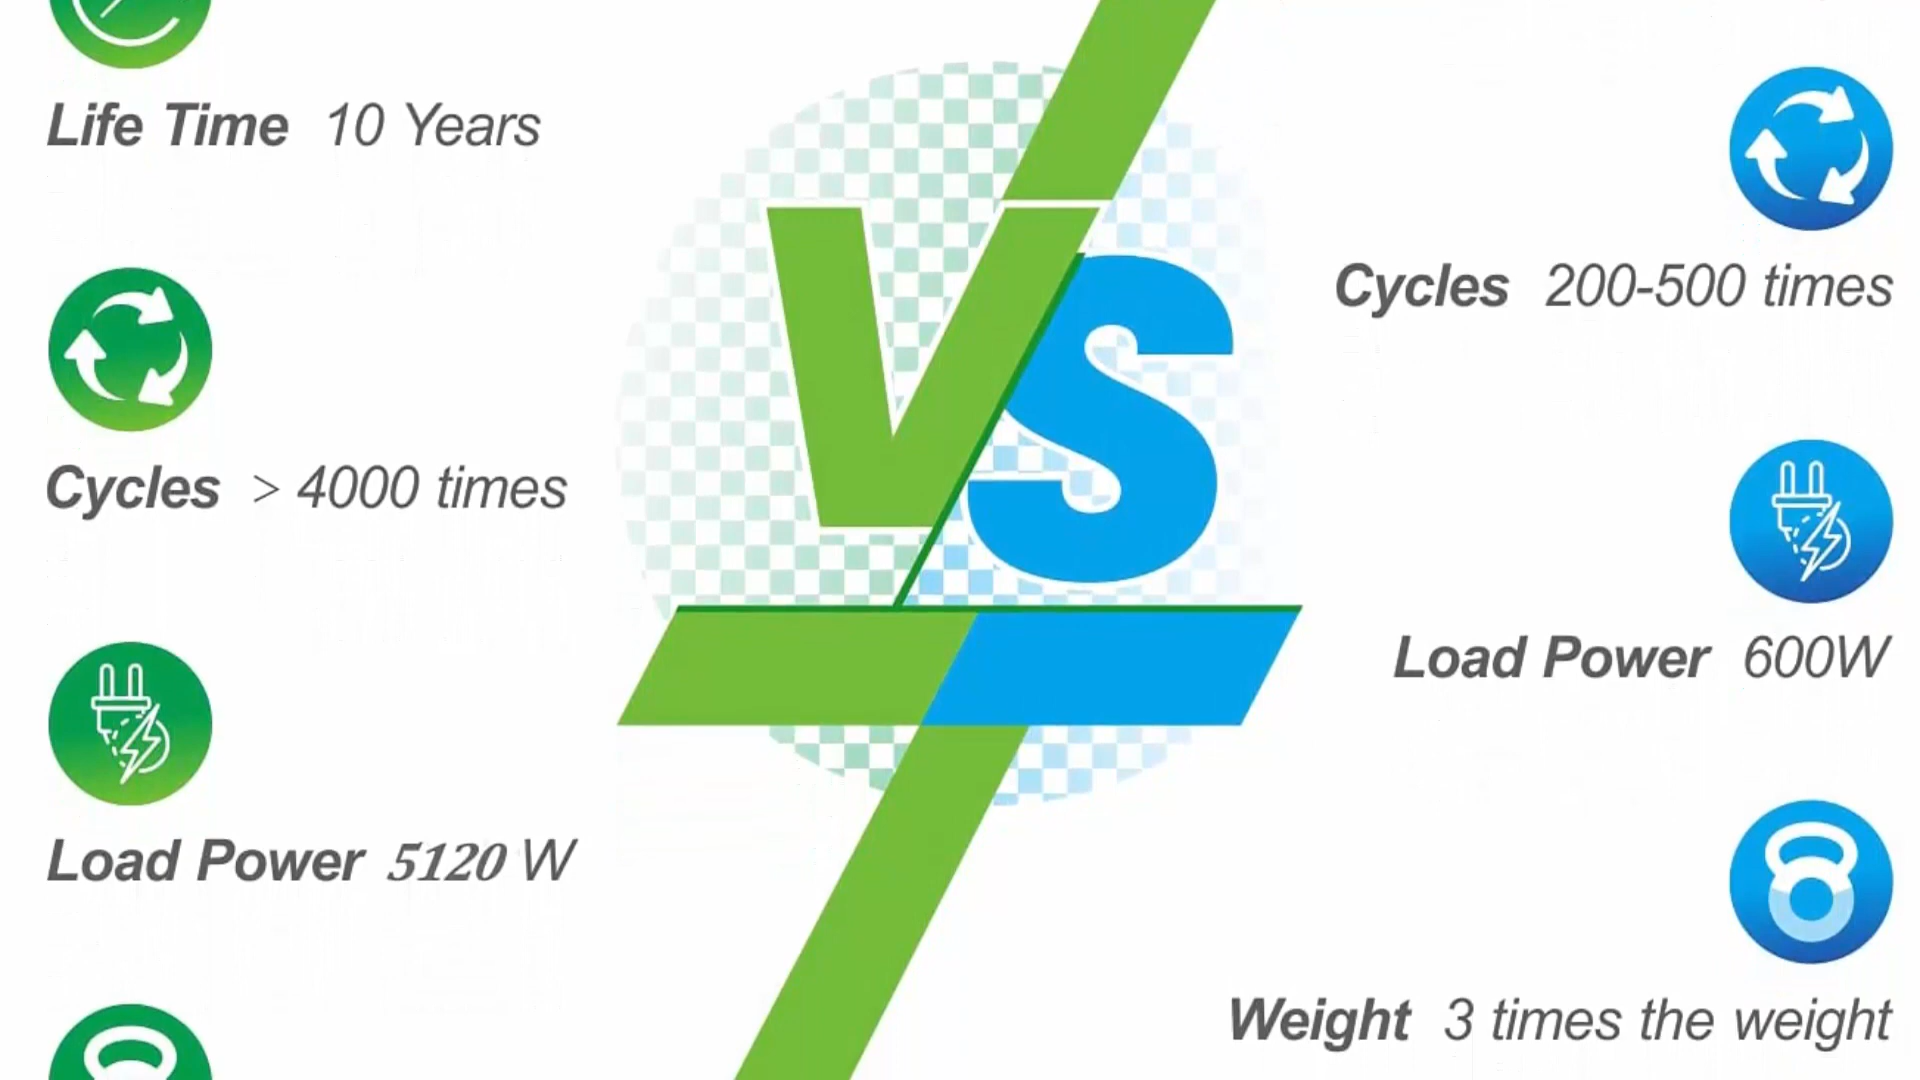 Life Time 10 Years
Cycles > 4000 times
Load Power 5120 W
VS
Cycles 200-500 times
Load Power 600W
Weight 3 times the weight